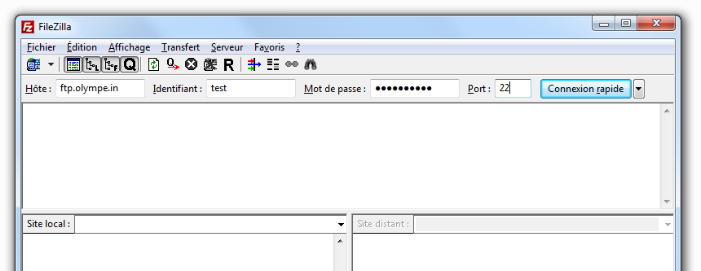 FileZilla
Fichier Édition Affichage Transfert Serveur Favoris ?
Hôte : ftp.olympe.in Identifiant : test Mot de passe : ●●●●●●●●●● Port : 22 Connexion rapide
Site local : Site distant :